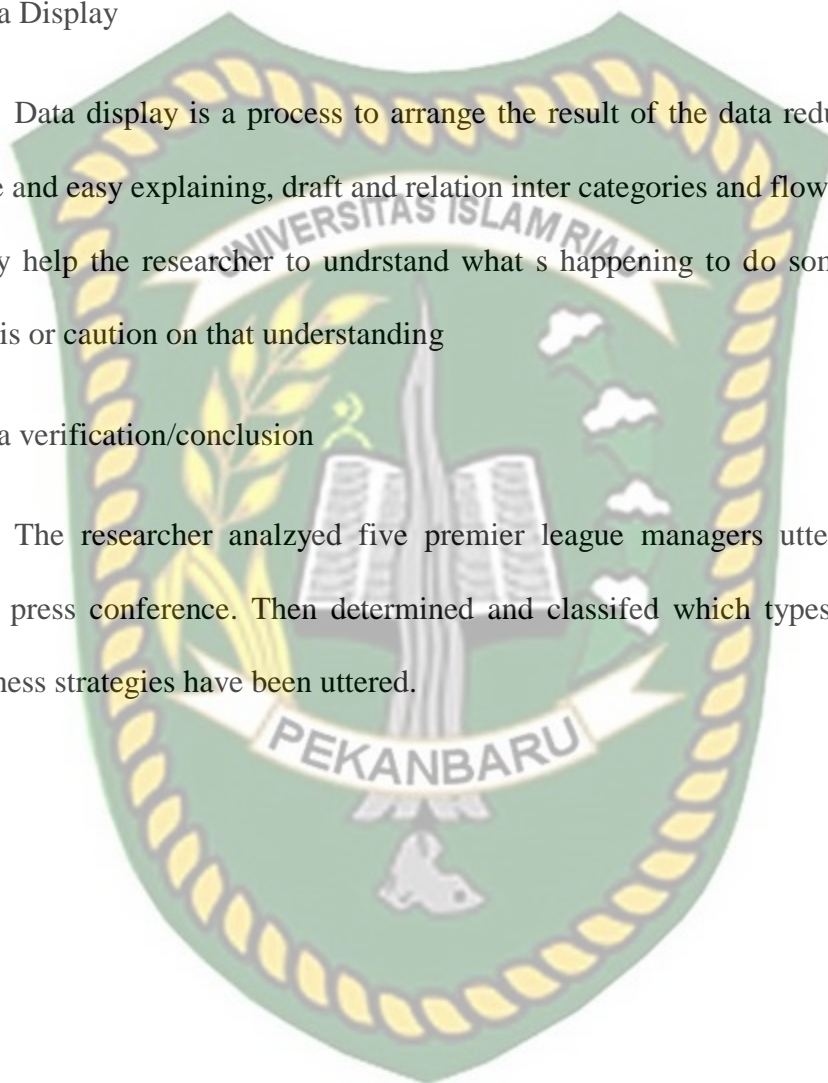 a Display
Data display is a process to arrange the result of the data redu
e and easy explaining, draft and relation inter categories and flow
y help the researcher to undrstand what s happening to do son
is or caution on that understanding
a verification/conclusion
The researcher analzyed five premier league managers utte
press conference. Then determined and classifed which types
ness strategies have been uttered.
UNIVERSITAS ISLAM RIAU
PEKANBARU